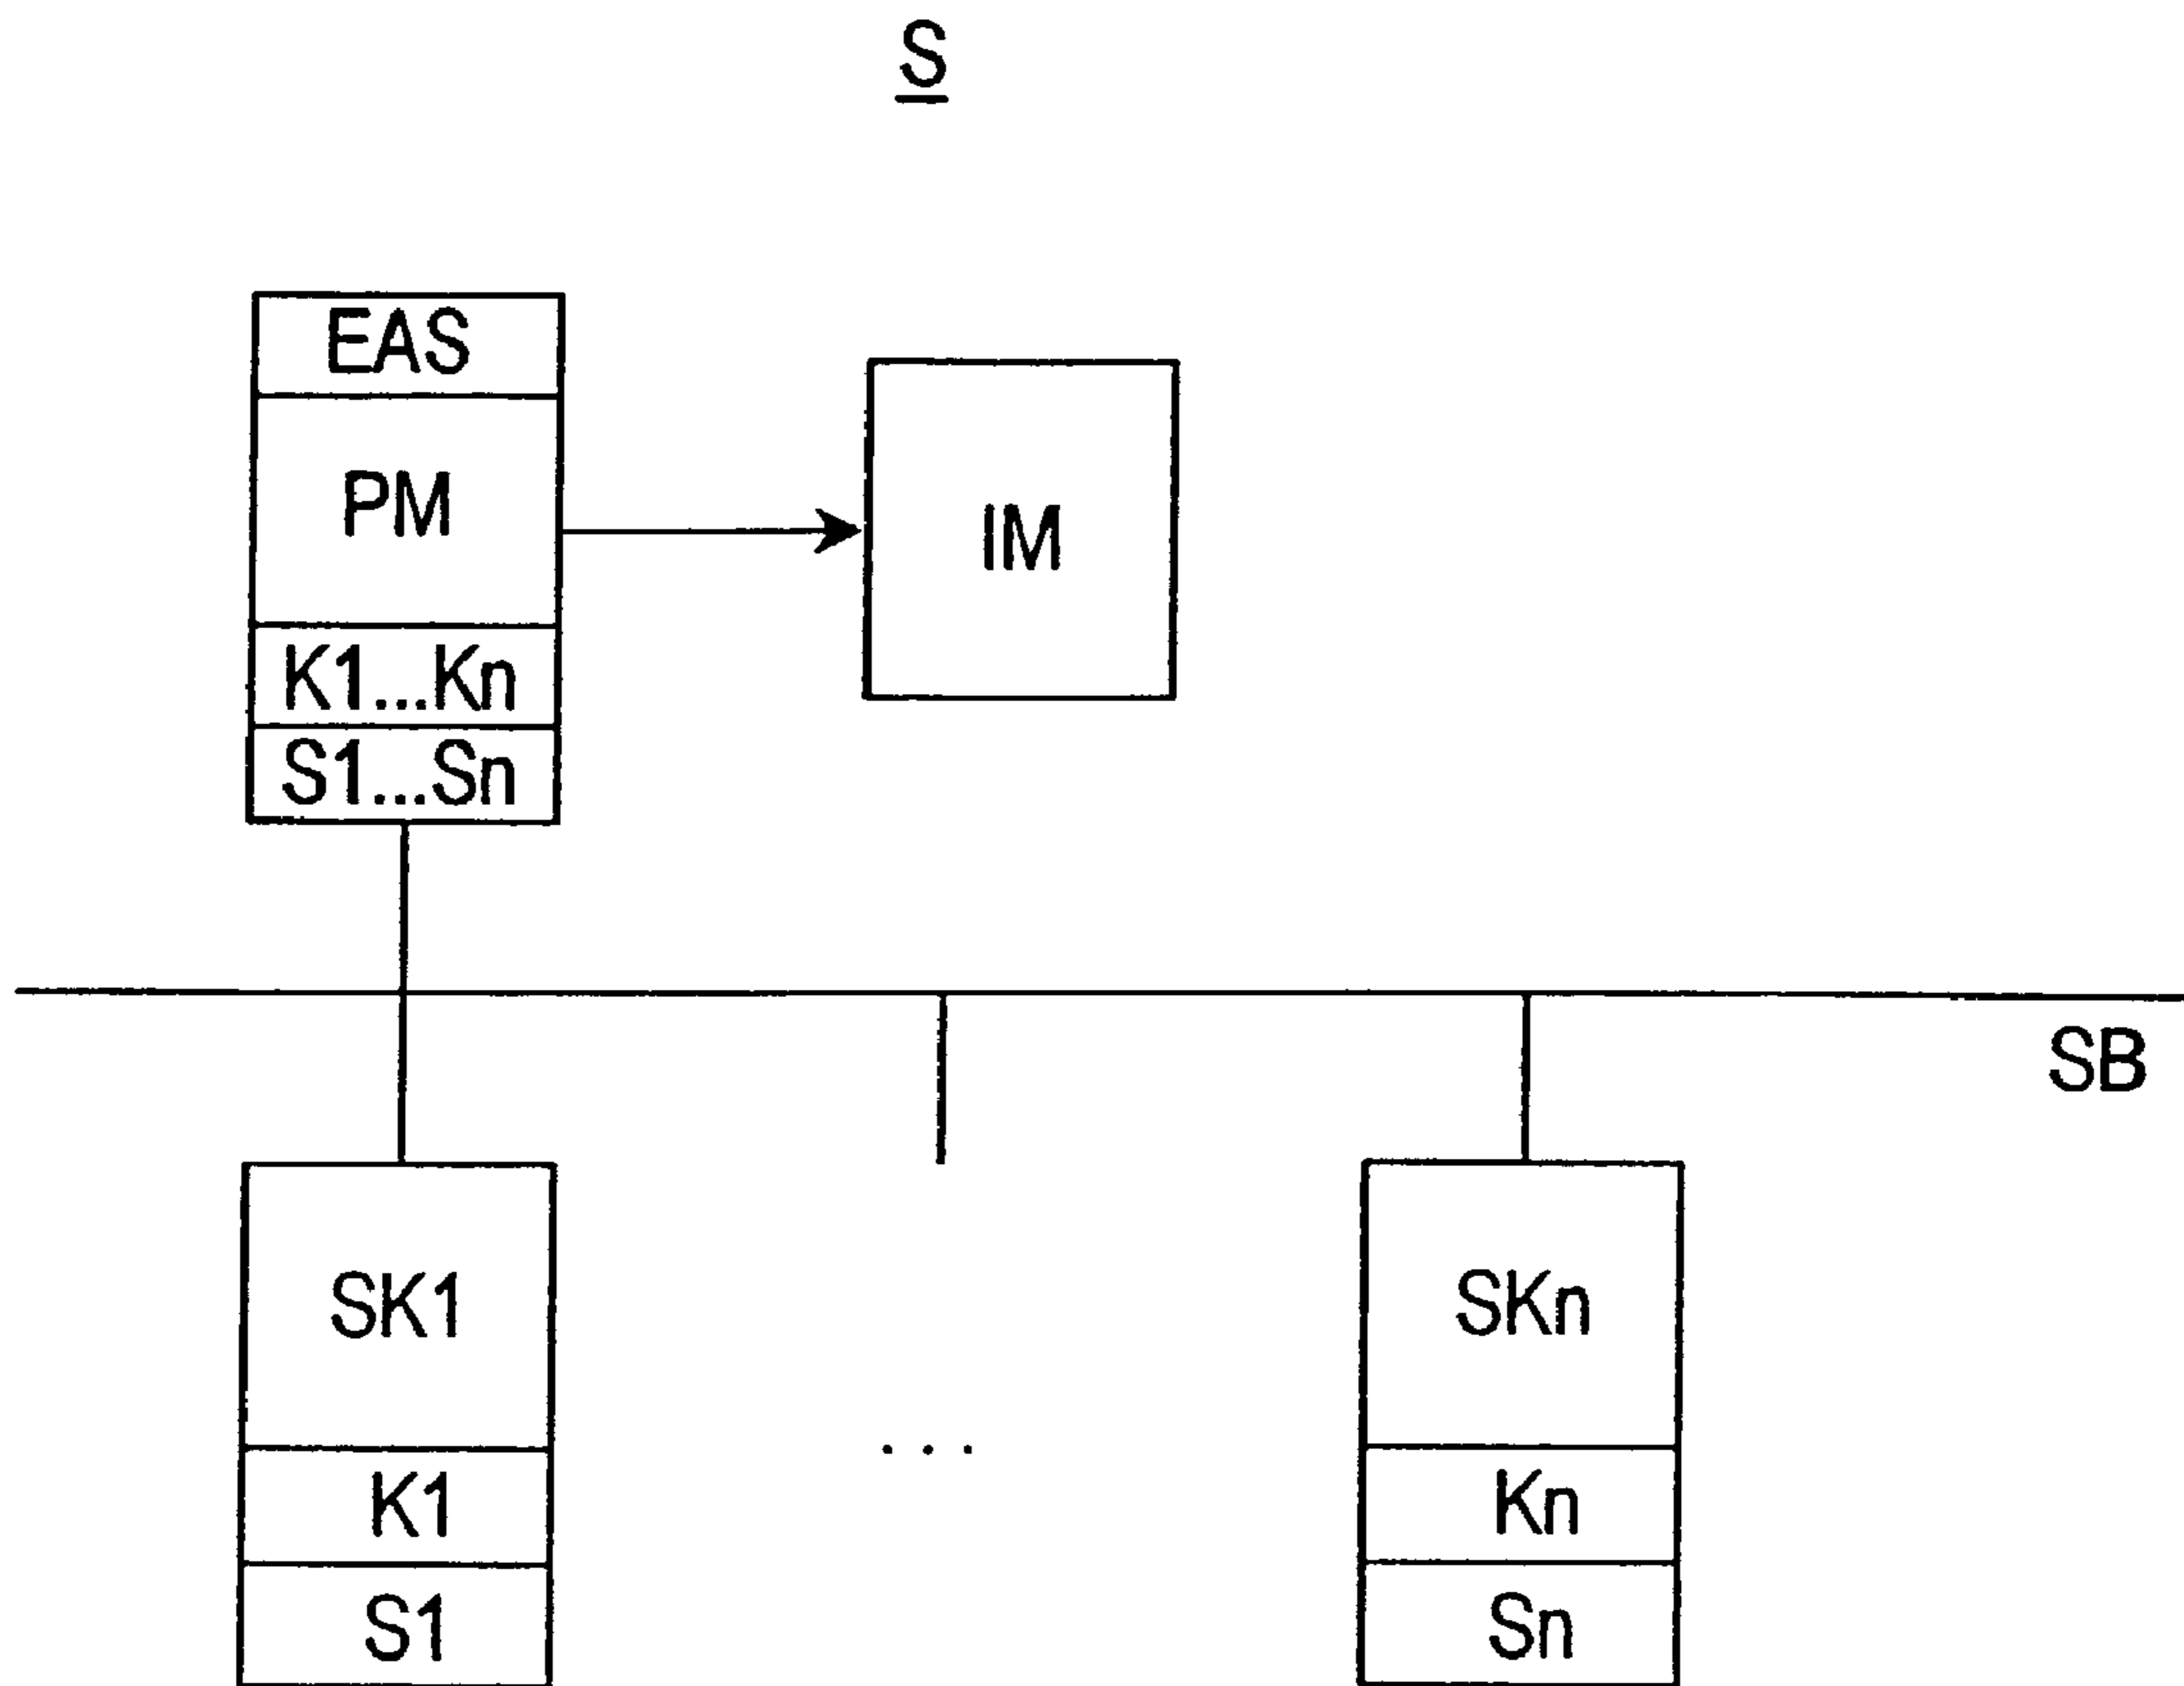 S
EAS
PM
IM
K1...Kn
S1...Sn
SB
SK1
SKn
...
K1
Kn
S1
Sn